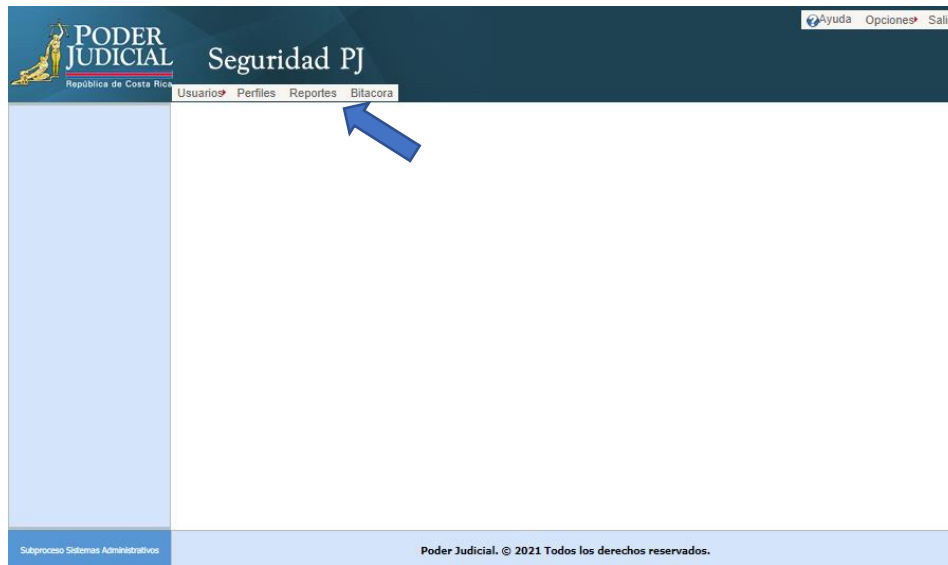 Ayuda Opciones Sali
PODER
JUDICIAL
República de Costa Rica
Seguridad PJ
Usuarios Perfiles Reportes Bitacora
Subproceso Sistemas Administrativos
Poder Judicial. © 2021 Todos los derechos reservados.